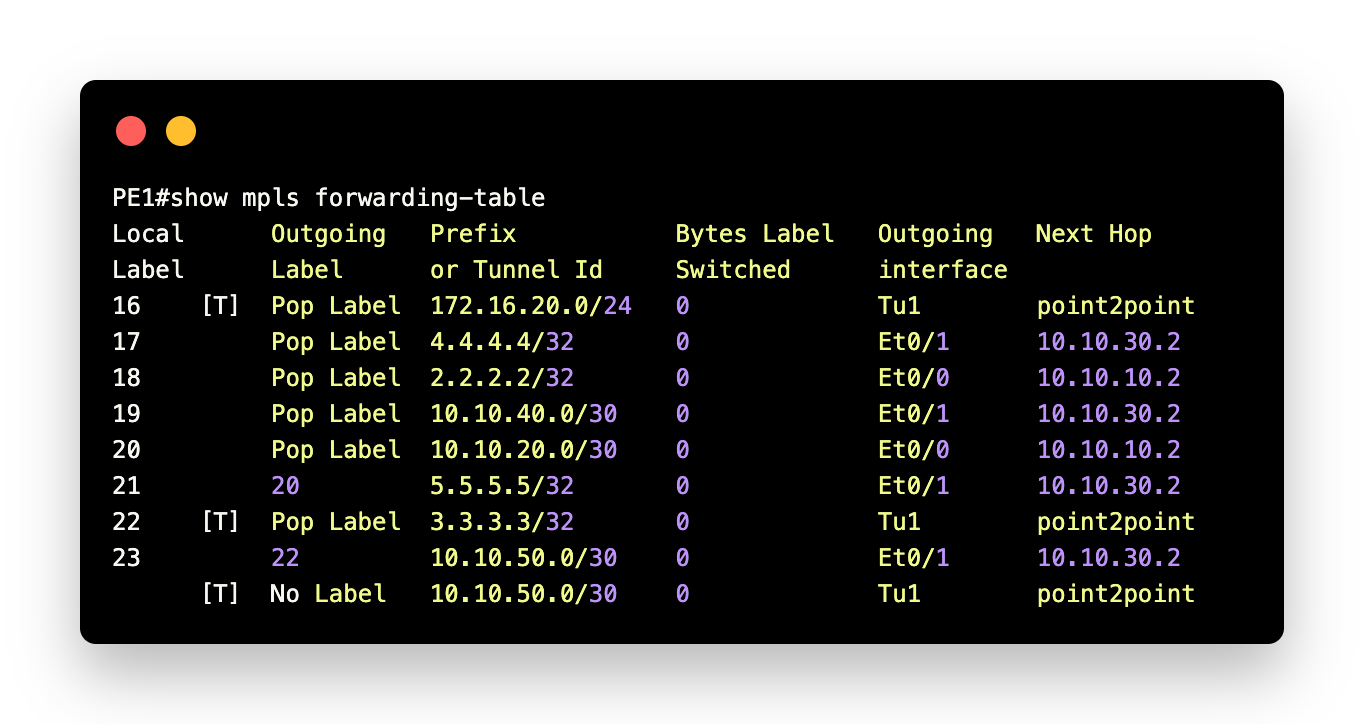 PE1#show mpls forwarding-table
Local      Outgoing   Prefix           Bytes Label   Outgoing   Next Hop
Label      Label      or Tunnel Id     Switched      interface
16    [T]  Pop Label  172.16.20.0/24   0             Tu1        point2point
17         Pop Label  4.4.4.4/32       0             Et0/1      10.10.30.2
18         Pop Label  2.2.2.2/32       0             Et0/0      10.10.10.2
19         Pop Label  10.10.40.0/30    0             Et0/1      10.10.30.2
20         Pop Label  10.10.20.0/30    0             Et0/0      10.10.10.2
21         20         5.5.5.5/32       0             Et0/1      10.10.30.2
22    [T]  Pop Label  3.3.3.3/32       0             Tu1        point2point
23         22         10.10.50.0/30    0             Et0/1      10.10.30.2
      [T]  No Label   10.10.50.0/30    0             Tu1        point2point